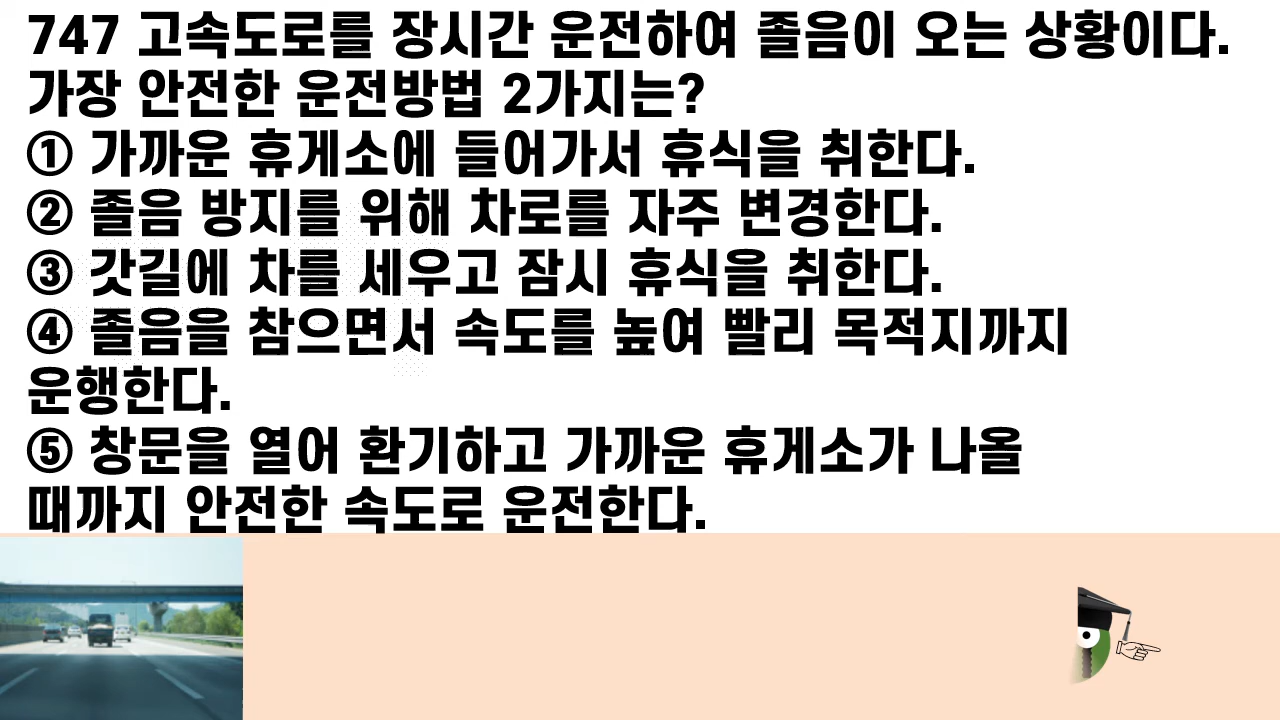 747 고속도로를 장시간 운전하여 졸음이 오는 상황이다.
가장 안전한 운전방법 2가지는?
① 가까운 휴게소에 들어가서 휴식을 취한다.
② 졸음 방지를 위해 차로를 자주 변경한다.
③ 갓길에 차를 세우고 잠시 휴식을 취한다.
④ 졸음을 참으면서 속도를 높여 빨리 목적지까지
운행한다.
⑤ 창문을 열어 환기하고 가까운 휴게소가 나올
때까지 안전한 속도로 운전한다.